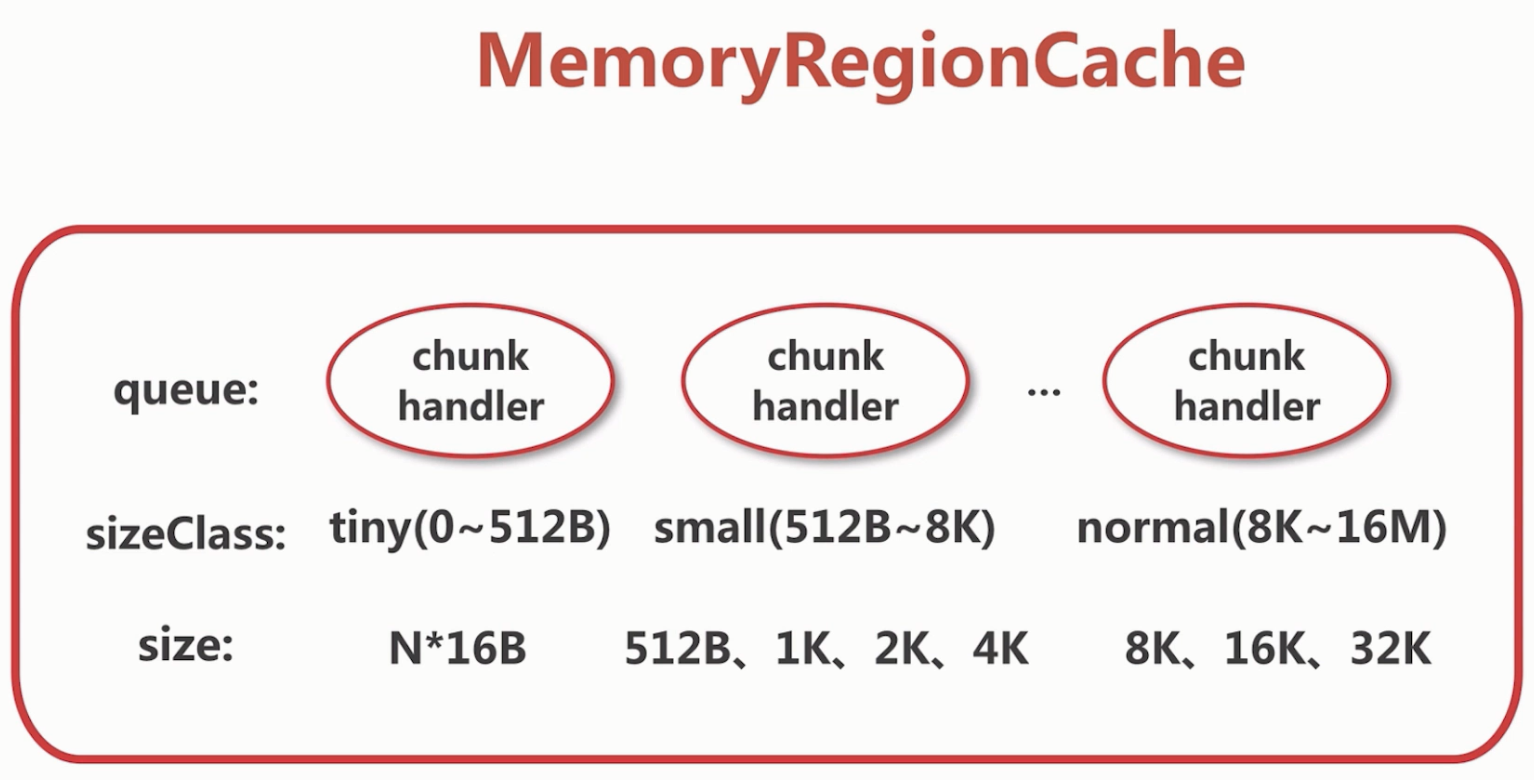 MemoryRegionCache
queue: chunk handler chunk handler ... chunk handler
sizeClass: tiny(0~512B) small(512B~8K) normal(8K~16M)
size: N*16B 512B、1K、2K、4K 8K、16K、32K